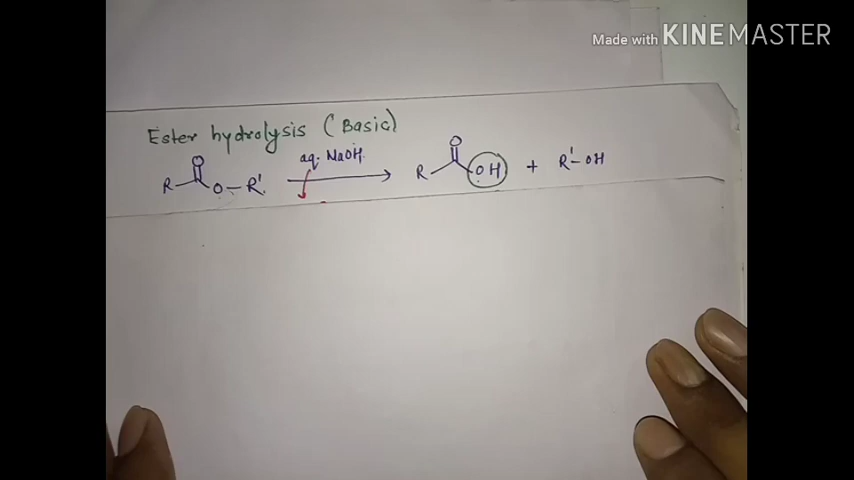 Made with KINEMASTER
Ester hydrolysis (Basic)
aq. NaOH.
R O O-R' R O OH + R'-OH